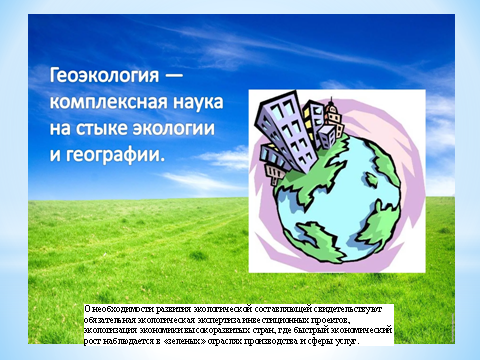 Геоэкология —
комплексная наука
на стыке экологии
и географии.
О необходимости развития экологической составляющей свидетельствуют
обязательная экологическая экспертиза инвестиционных проектов,
экологизация экономики высокоразвитых стран, где быстрый экономический
рост наблюдается в «зеленых» отраслях производства и сферы услуг.